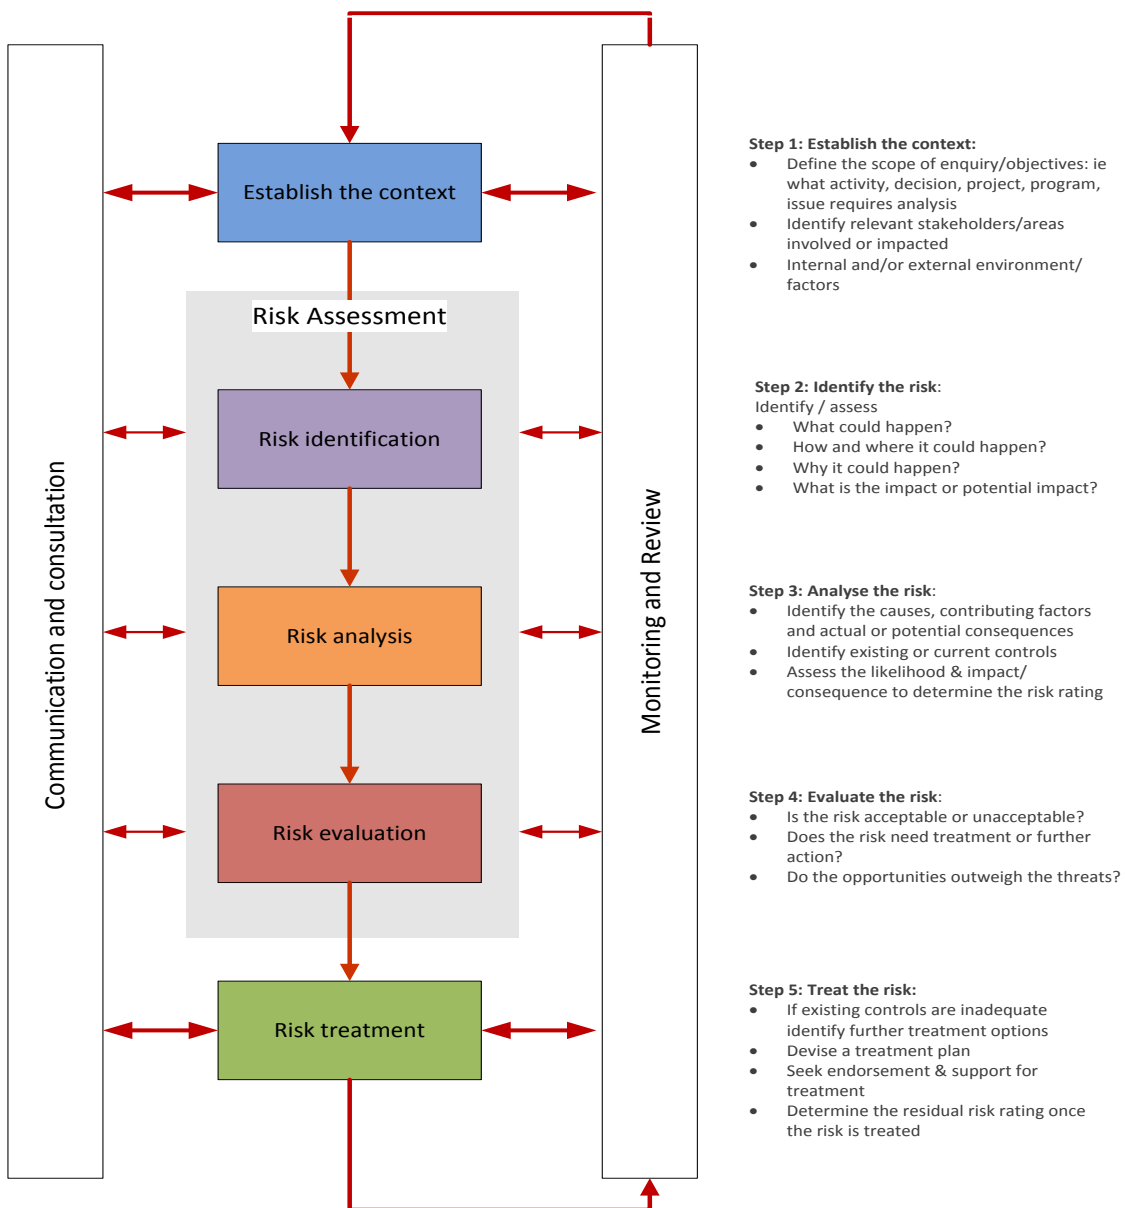 Communication and consultation
Establish the context
Risk Assessment
Risk identification
Risk analysis
Risk evaluation
Risk treatment
Monitoring and Review
Step 1: Establish the context:
• Define the scope of enquiry/objectives: ie
what activity, decision, project, program,
issue requires analysis
• Identify relevant stakeholders/areas
involved or impacted
• Internal and/or external environment/
factors
Step 2: Identify the risk:
Identify / assess
• What could happen?
• How and where it could happen?
• Why it could happen?
• What is the impact or potential impact?
Step 3: Analyse the risk:
• Identify the causes, contributing factors
and actual or potential consequences
• Identify existing or current controls
• Assess the likelihood & impact/
consequence to determine the risk rating
Step 4: Evaluate the risk:
• Is the risk acceptable or unacceptable?
• Does the risk need treatment or further
action?
• Do the opportunities outweigh the threats?
Step 5: Treat the risk:
• If existing controls are inadequate
identify further treatment options
• Devise a treatment plan
• Seek endorsement & support for
treatment
• Determine the residual risk rating once
the risk is treated